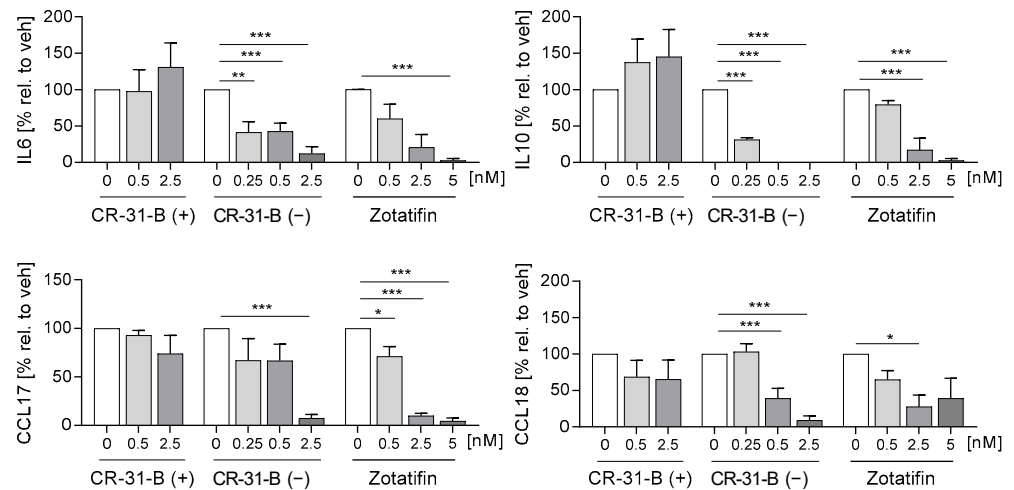 IL6 [% rel. to veh]
200
150
100
50
0
***
***
**
***
0 0.5 2.5 0 0.25 0.5 2.5 0 0.5 2.5 5 [nM]
CR-31-B (+) CR-31-B (−) Zotatifin
IL10 [% rel. to veh]
200
150
100
50
0
***
***
***
***
***
0 0.5 2.5 0 0.25 0.5 2.5 0 0.5 2.5 5 [nM]
CR-31-B (+) CR-31-B (−) Zotatifin
CCL17 [% rel. to veh]
150
100
50
0
***
***
***
*
0 0.5 2.5 0 0.25 0.5 2.5 0 0.5 2.5 5 [nM]
CR-31-B (+) CR-31-B (−) Zotatifin
CCL18 [% rel. to veh]
200
150
100
50
0
***
***
*
0 0.5 2.5 0 0.25 0.5 2.5 0 0.5 2.5 5 [nM]
CR-31-B (+) CR-31-B (−) Zotatifin